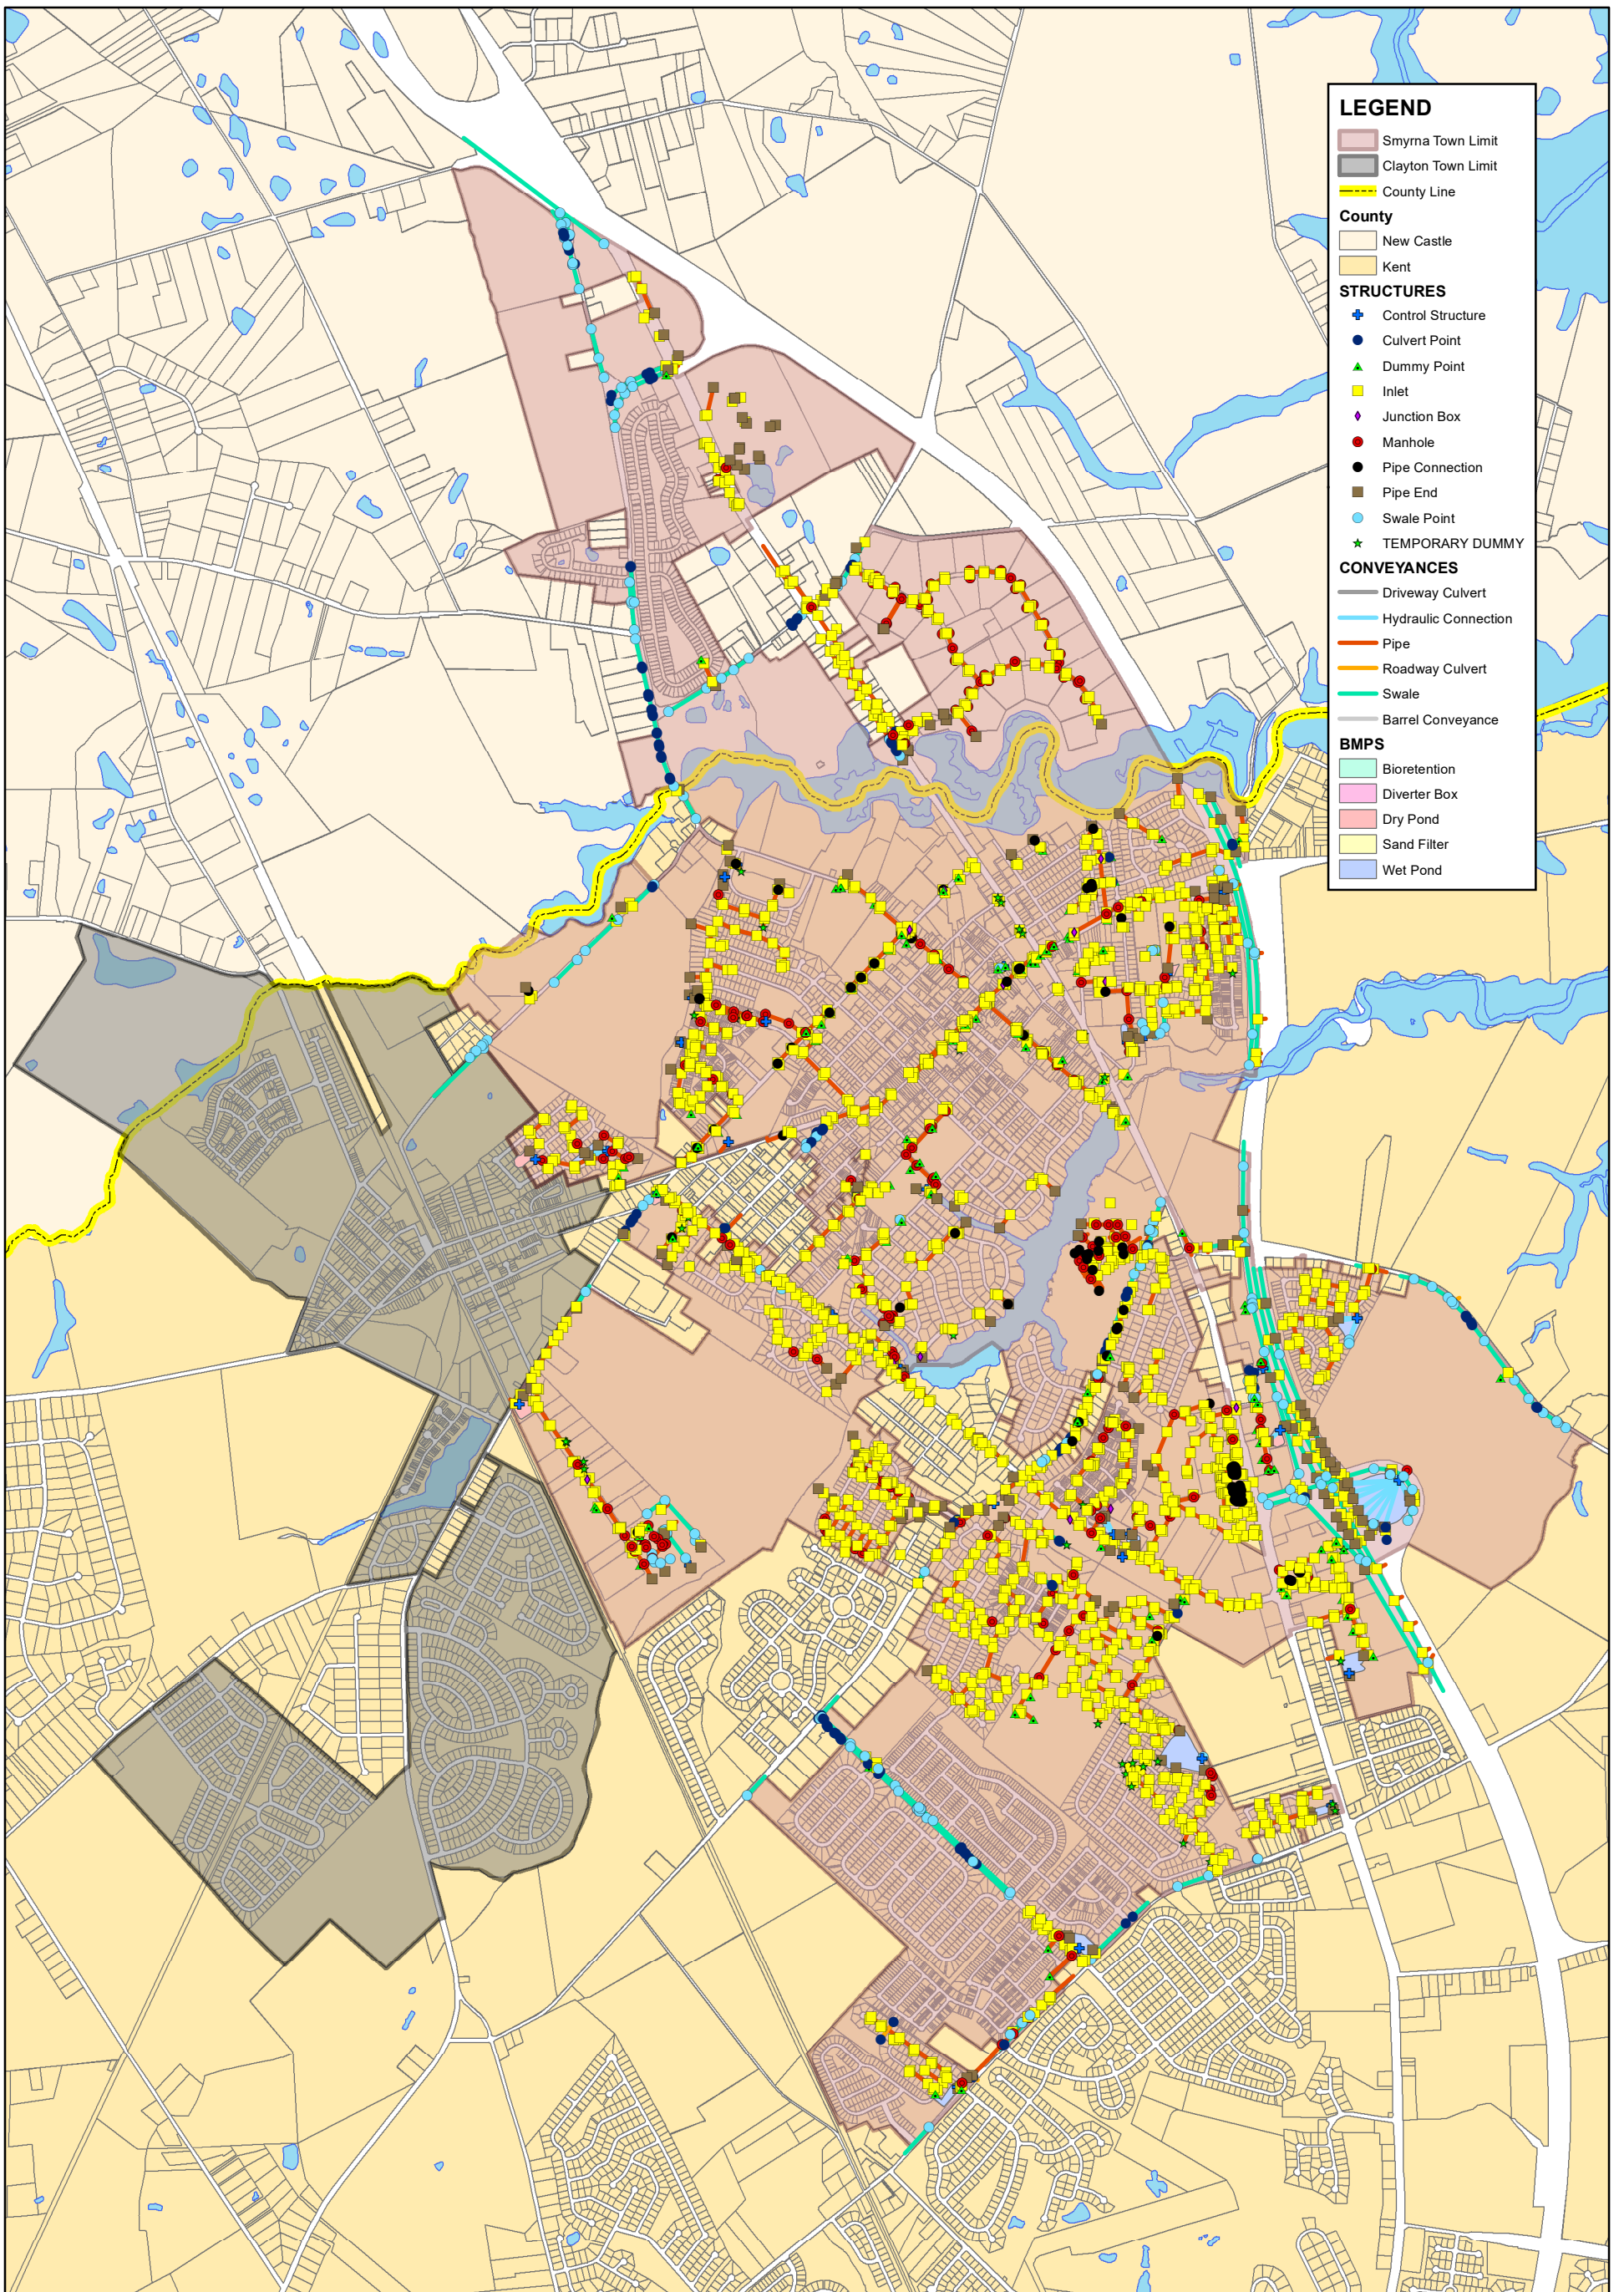 LEGEND
Smyrna Town Limit
Clayton Town Limit
County Line
County
New Castle
Kent
STRUCTURES
Control Structure
Culvert Point
Dummy Point
Inlet
Junction Box
Manhole
Pipe Connection
Pipe End
Swale Point
TEMPORARY DUMMY
CONVEYANCES
Driveway Culvert
Hydraulic Connection
Pipe
Roadway Culvert
Swale
Barrel Conveyance
BMPS
Bioretention
Diverter Box
Dry Pond
Sand Filter
Wet Pond